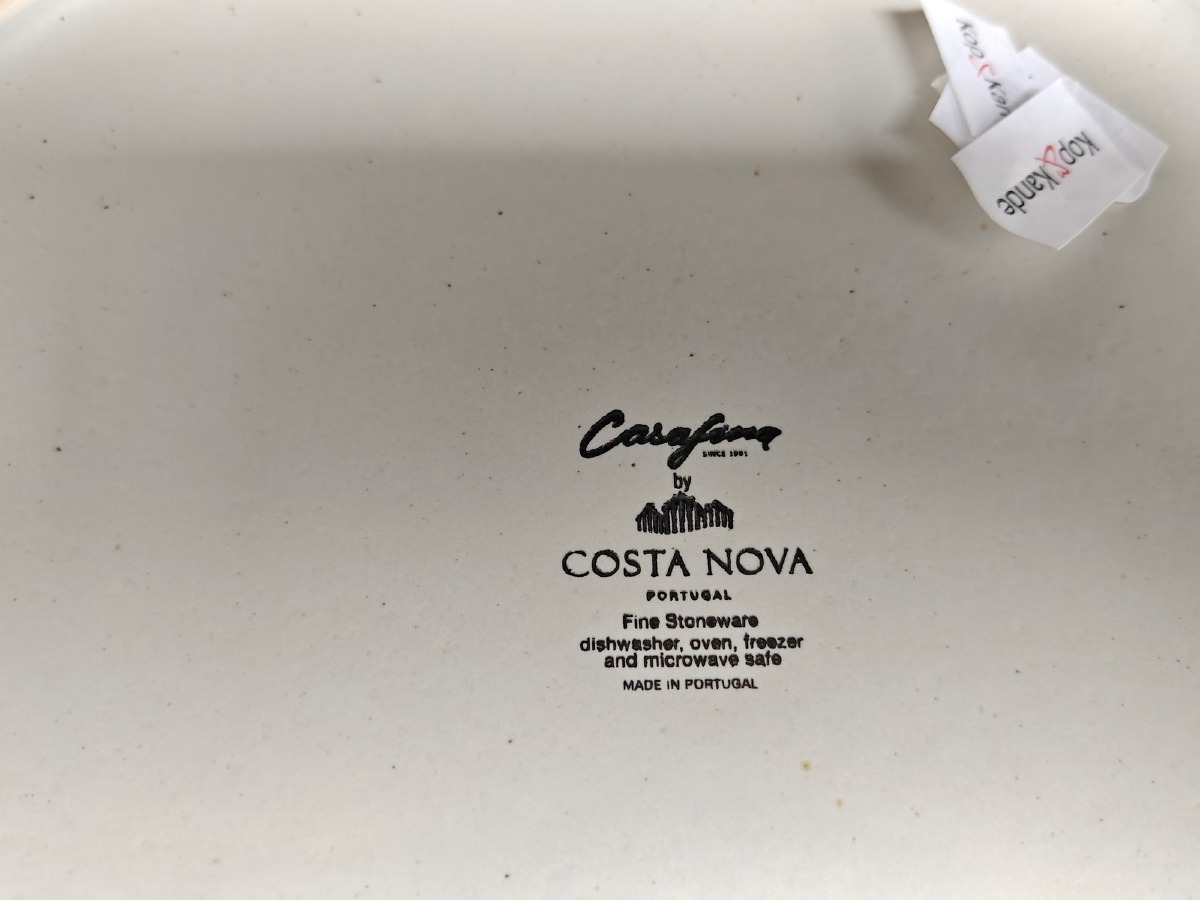 Kop&Kande
Casafina
SINCE 1991
by
COSTA NOVA
PORTUGAL
Fine Stoneware
dishwasher, oven, freezer
and microwave safe
MADE IN PORTUGAL